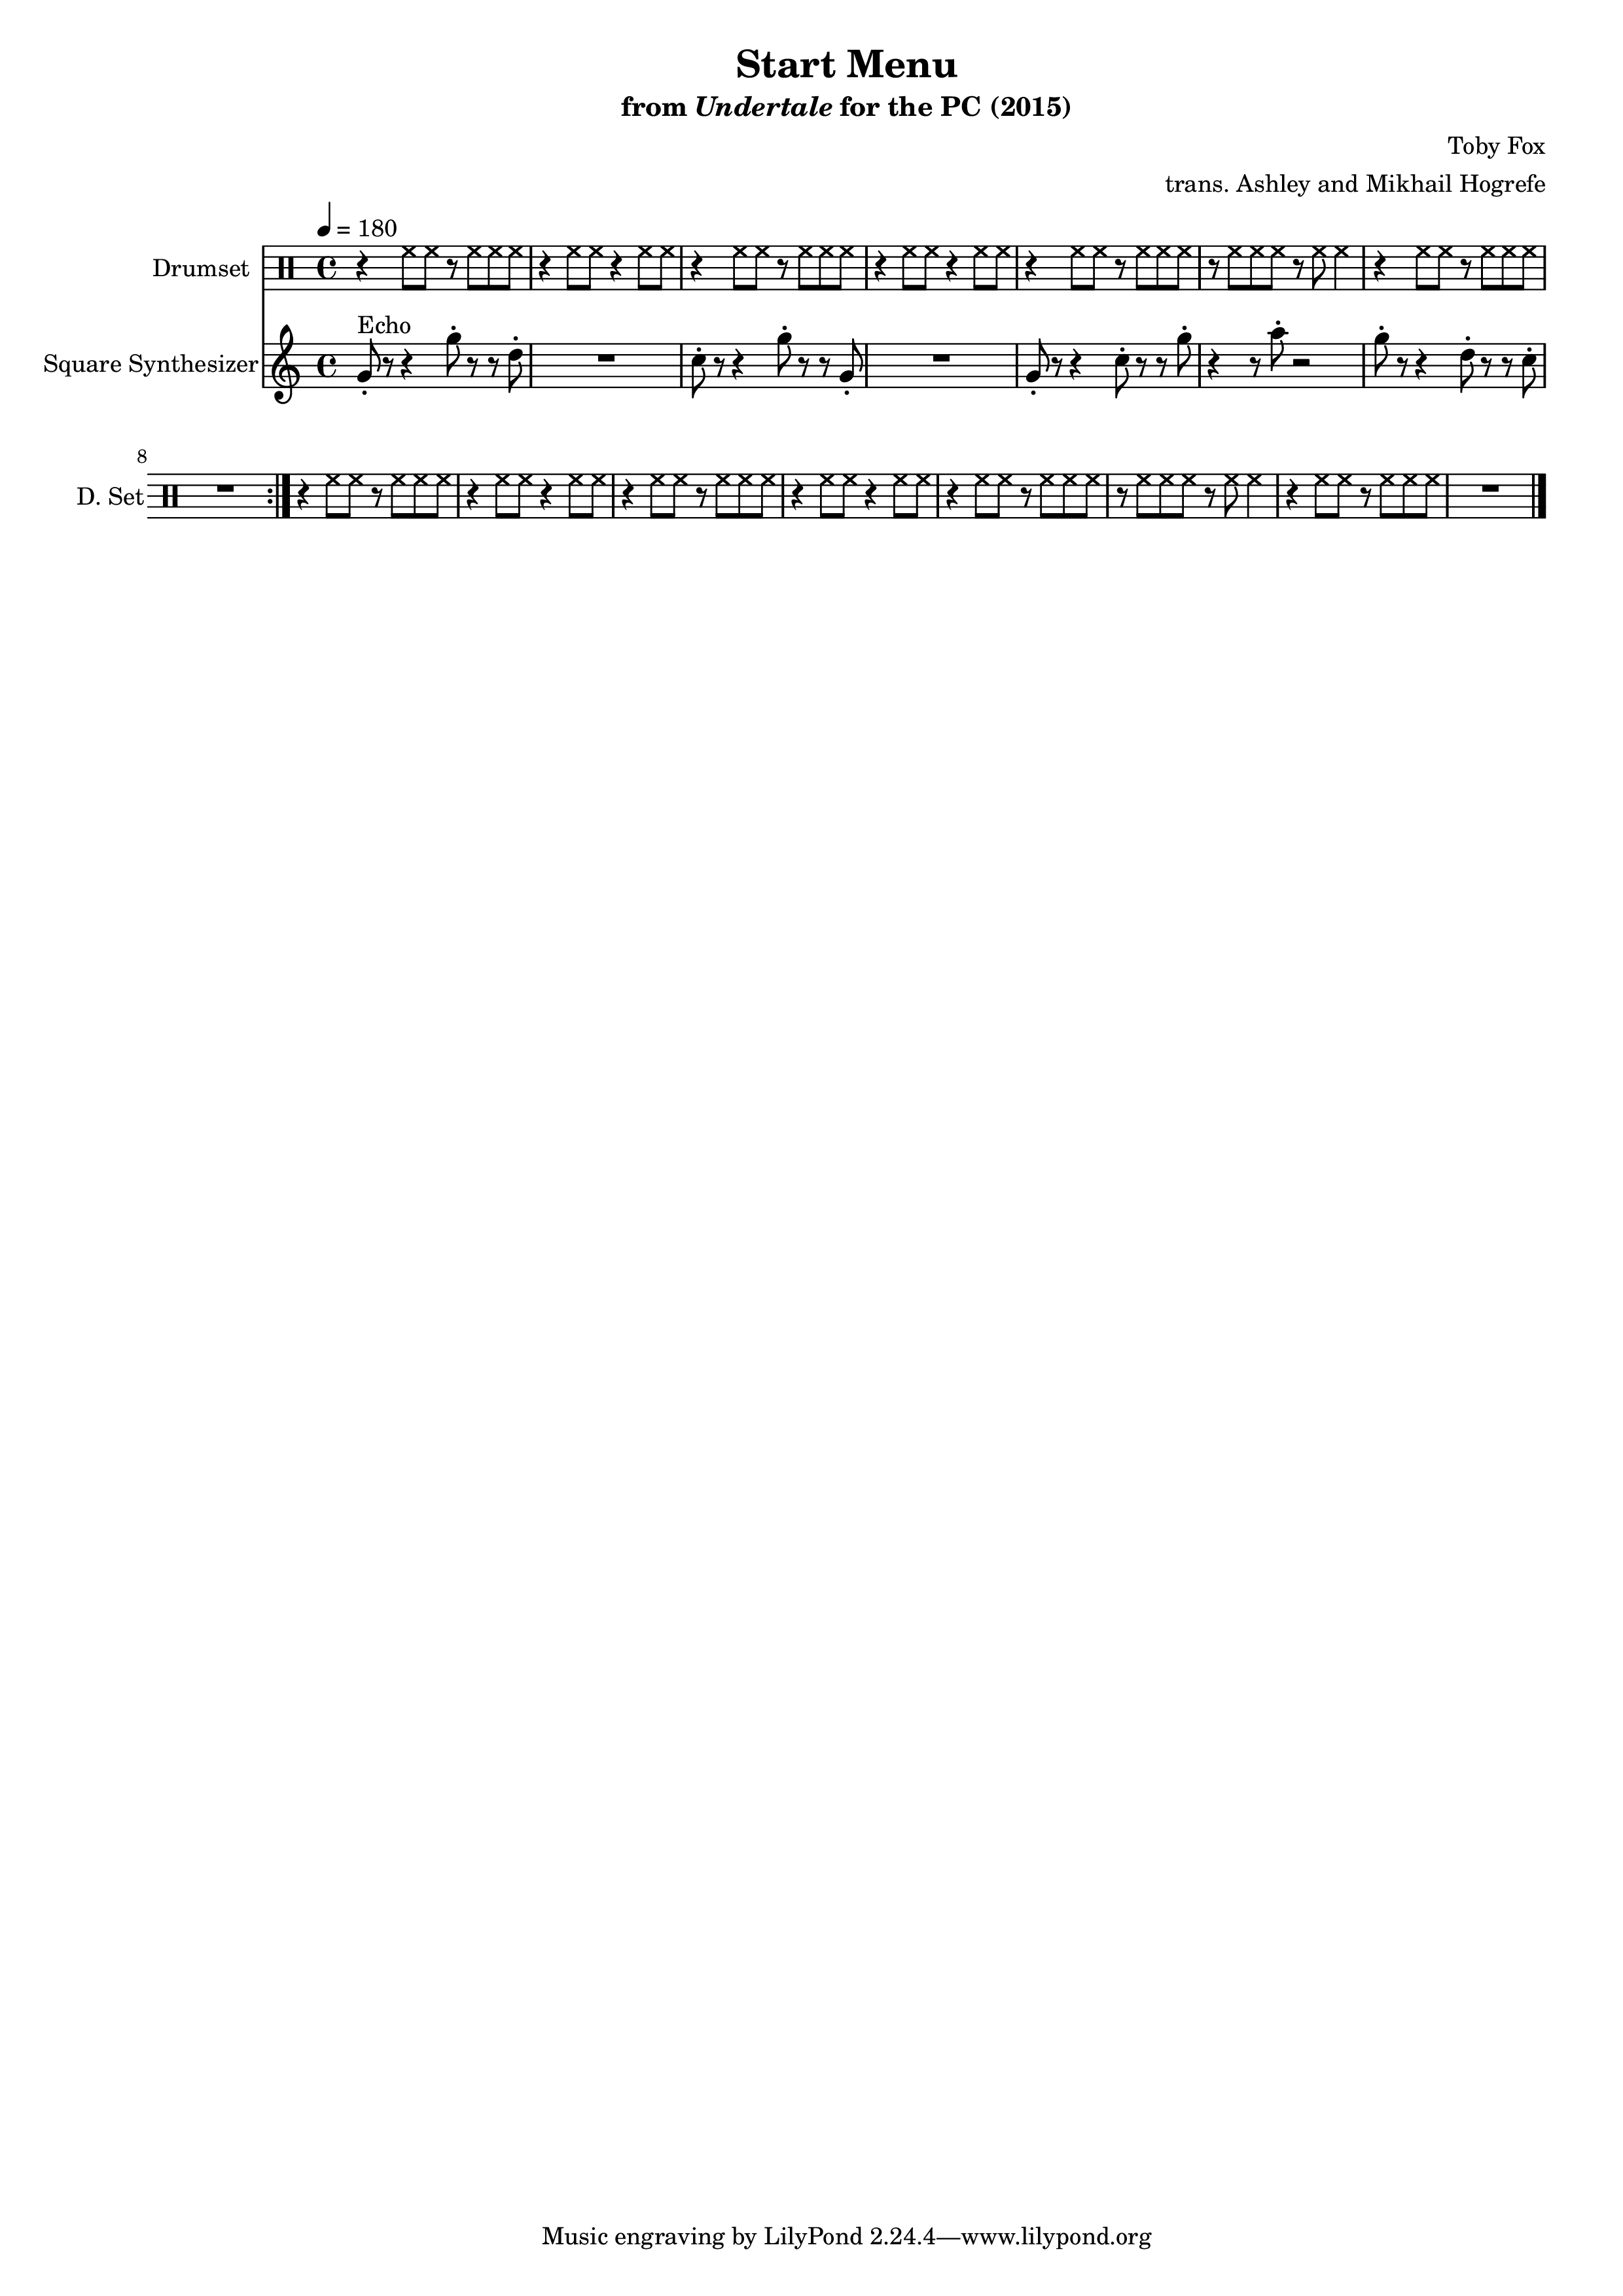 Start Menu
from Undertale for the PC (2015)
Toby Fox
trans. Ashley and Mikhail Hogrefe
= 180
Drumset
Echo
Square Synthesizer
8
D. Set
Music engraving by LilyPond 2.24.4—www.lilypond.org